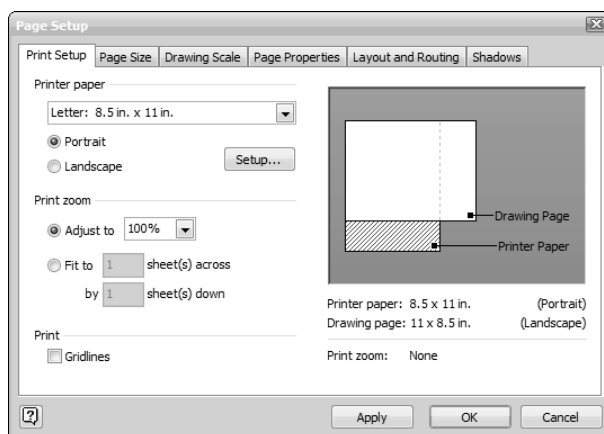 Page Setup
Print Setup Page Size Drawing Scale Page Properties Layout and Routing Shadows
Printer paper
Letter: 8.5 in. x 11 in.
Portrait
Landscape
Setup...
Print zoom
Adjust to 100%
Fit to 1 sheet(s) across
by 1 sheet(s) down
Print
Gridlines
Drawing Page
Printer Paper
Printer paper: 8.5 x 11 in. (Portrait)
Drawing page: 11 x 8.5 in. (Landscape)
Print zoom: None
? Apply OK Cancel